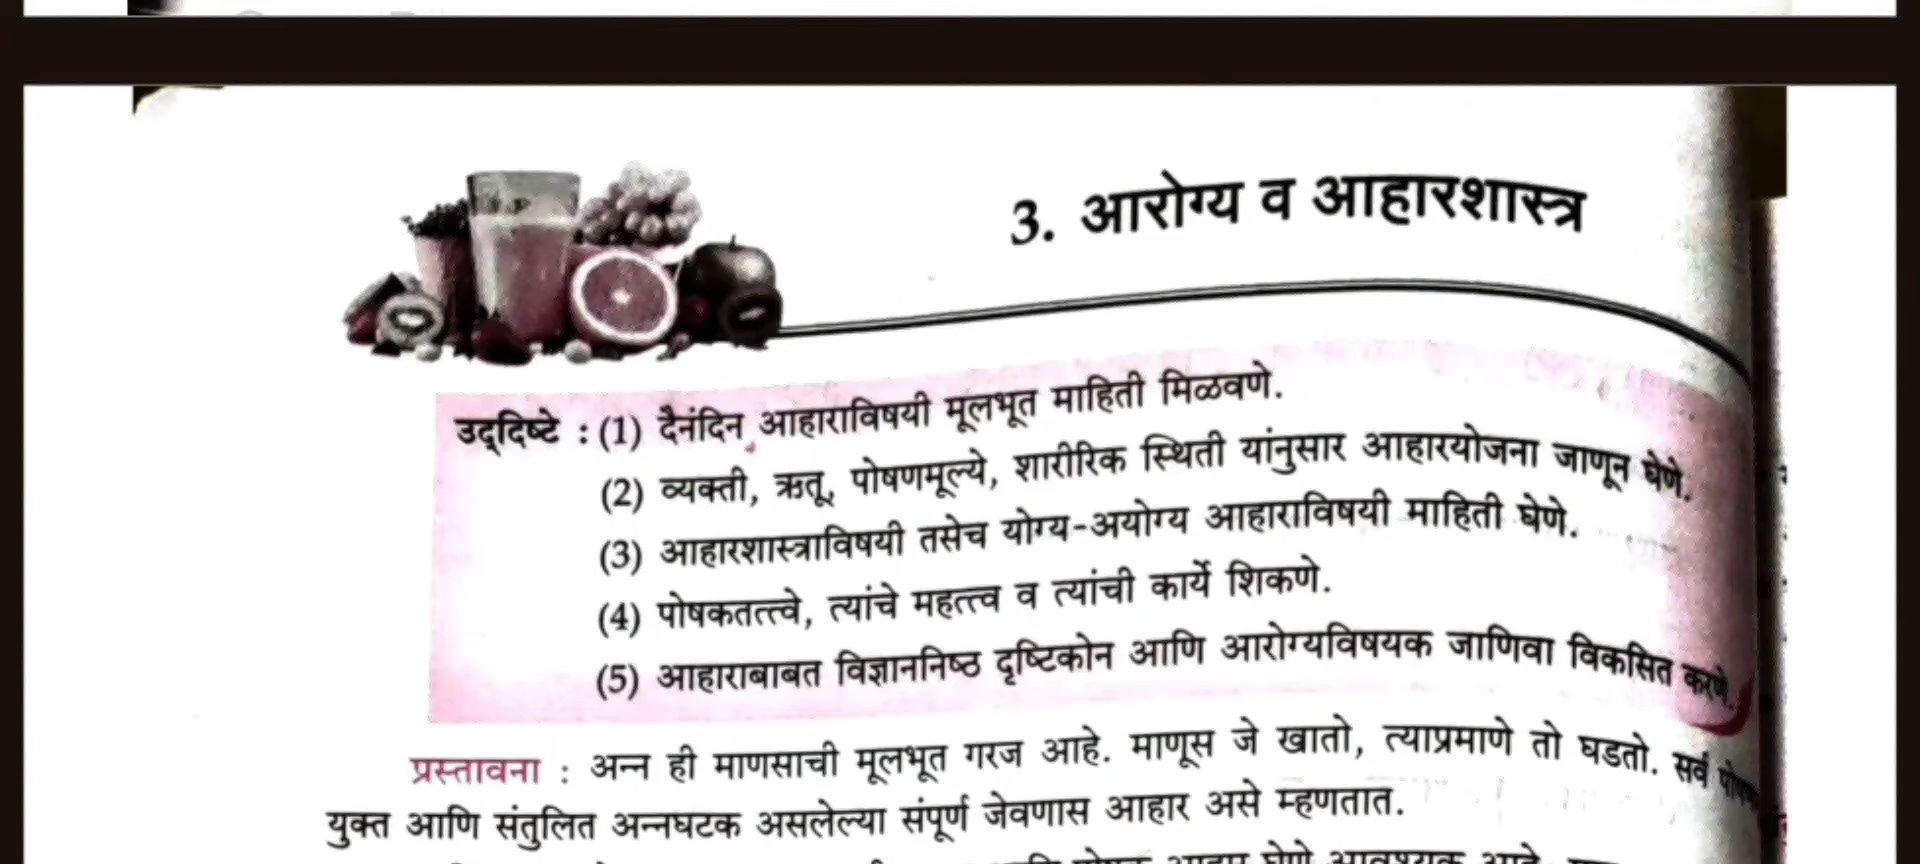 3. आरोग्य व आहारशास्त्र
उद्‌दिष्टे : (1) दैनंदिन आहाराविषयी मूलभूत माहिती मिळवणे.
(2) व्यक्ती, ऋतू, पोषणमूल्ये, शारीरिक स्थिती यांनुसार आहारयोजना जाणून घेणे.
(3) आहारशास्त्राविषयी तसेच योग्य-अयोग्य आहाराविषयी माहिती घेणे.
(4) पोषकतत्त्वे, त्यांचे महत्त्व व त्यांची कार्ये शिकणे.
(5) आहाराबाबत विज्ञाननिष्ठ दृष्टिकोन आणि आरोग्यविषयक जाणिवा विकसित करणे.
प्रस्तावना : अन्न ही माणसाची मूलभूत गरज आहे. माणूस जे खातो, त्याप्रमाणे तो घडतो. सर्व
युक्त आणि संतुलित अन्नघटक असलेल्या संपूर्ण जेवणास आहार असे म्हणतात.